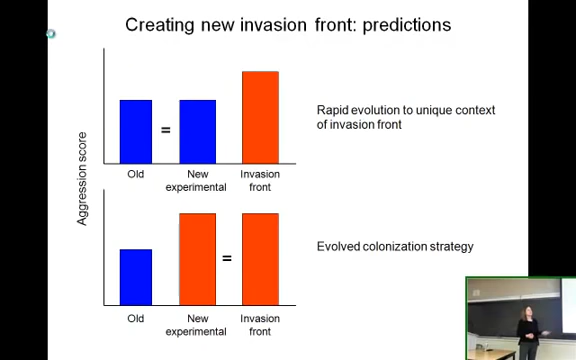 Creating new invasion front: predictions
Aggression score
=
Old
New
experimental
Invasion
front
Rapid evolution to unique context
of invasion front
=
Old
New
experimental
Invasion
front
Evolved colonization strategy